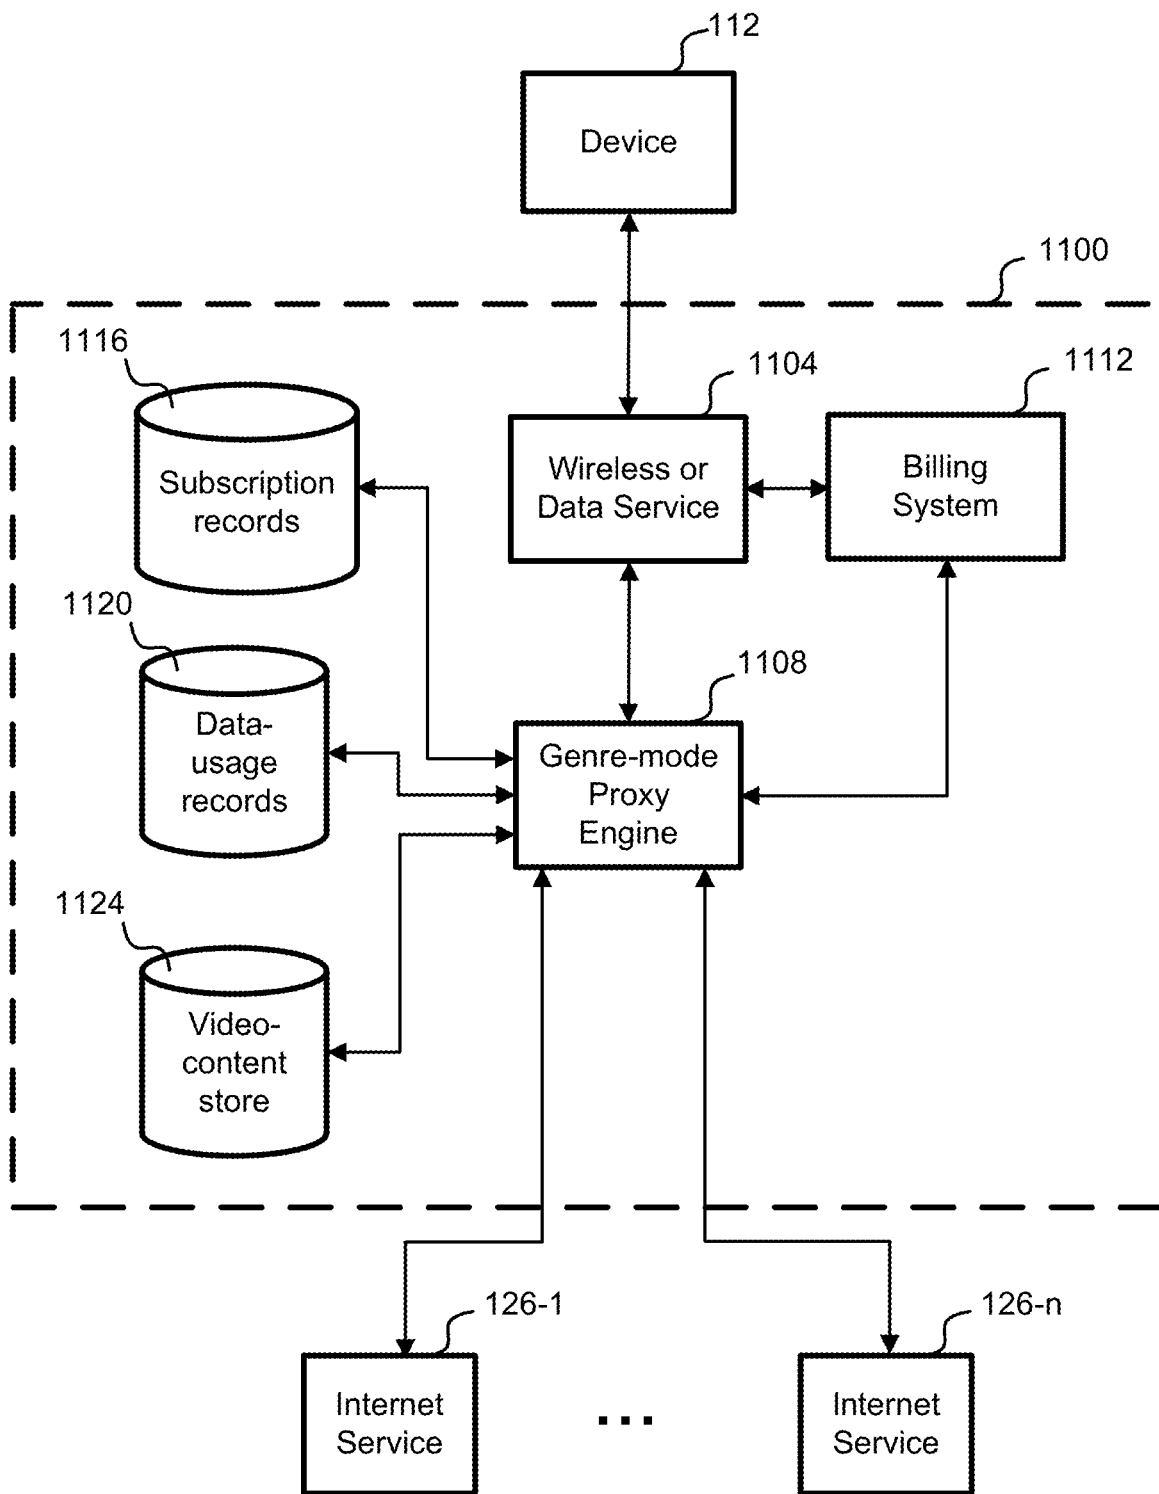 112
Device
1100
1116
Subscription
records
1104
Wireless or
Data Service
1112
Billing
System
1120
Data-
usage
records
1108
Genre-mode
Proxy
Engine
1124
Video-
content
store
126-1
Internet
Service
...
126-n
Internet
Service